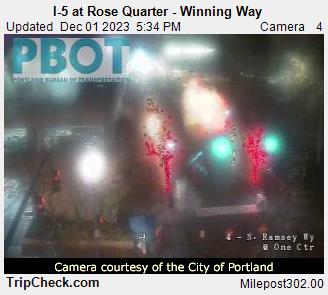 I-5 at Rose Quarter - Winning Way
Updated Dec 01 2023 5:34 PM Camera 4
PBOT
PORTLAND BUREAU OF TRANSPORTATION
4 - N. Ramsey Wy
@ One Ctr
Camera courtesy of the City of Portland
TripCheck.com Milepost302.00